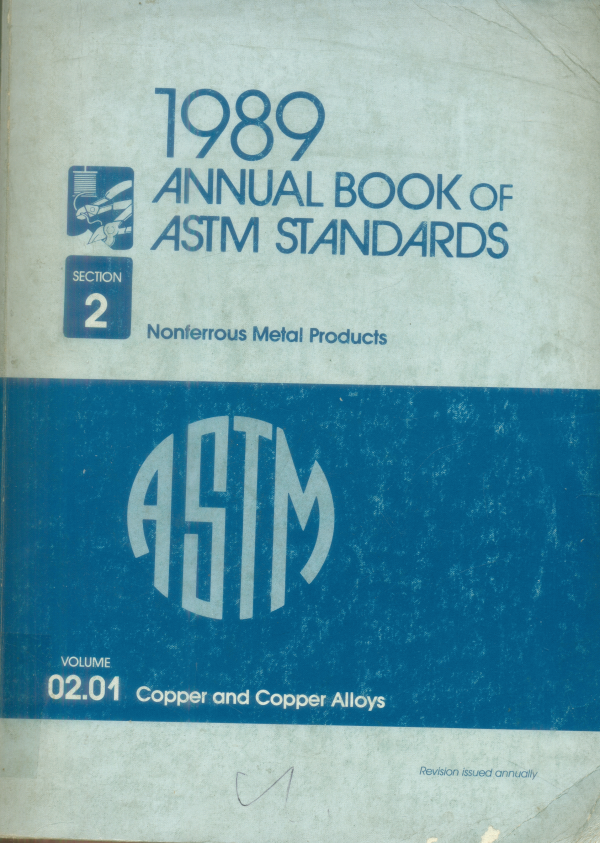 1989
ANNUAL BOOK OF
ASTM STANDARDS
SECTION
2
Nonferrous Metal Products
ASTM
VOLUME
02.01 Copper and Copper Alloys
Revision issued annually